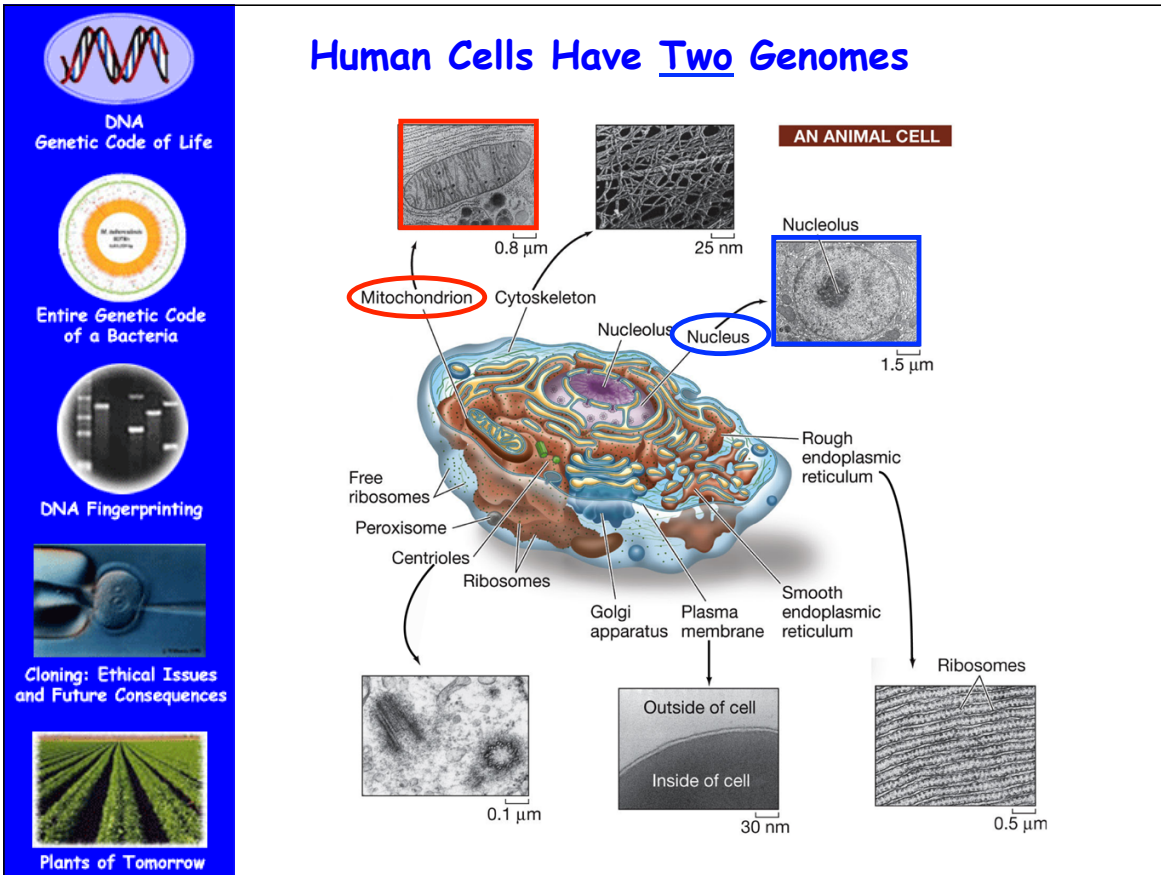 Human Cells Have Two Genomes
DNA
Genetic Code of Life
M. tuberculosis
Entire Genetic Code
of a Bacteria
DNA Fingerprinting
Cloning: Ethical Issues
and Future Consequences
Plants of Tomorrow
AN ANIMAL CELL
0.8 µm
25 nm
Nucleolus
1.5 µm
Mitochondrion
Cytoskeleton
Nucleolus
Nucleus
Rough
endoplasmic
reticulum
Free
ribosomes
Peroxisome
Centrioles
Ribosomes
Golgi
apparatus
Plasma
membrane
Smooth
endoplasmic
reticulum
0.1 µm
Outside of cell
Inside of cell
30 nm
Ribosomes
0.5 µm